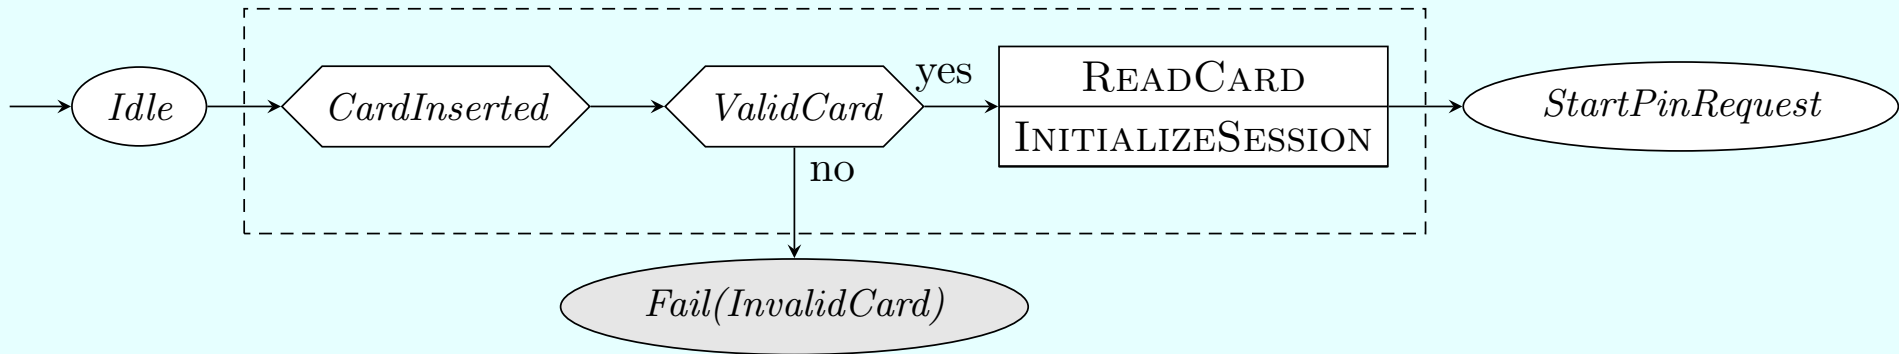 Idle
CardInserted
ValidCard
yes
no
READCARD
INITIALIZESESSION
StartPinRequest
Fail(InvalidCard)